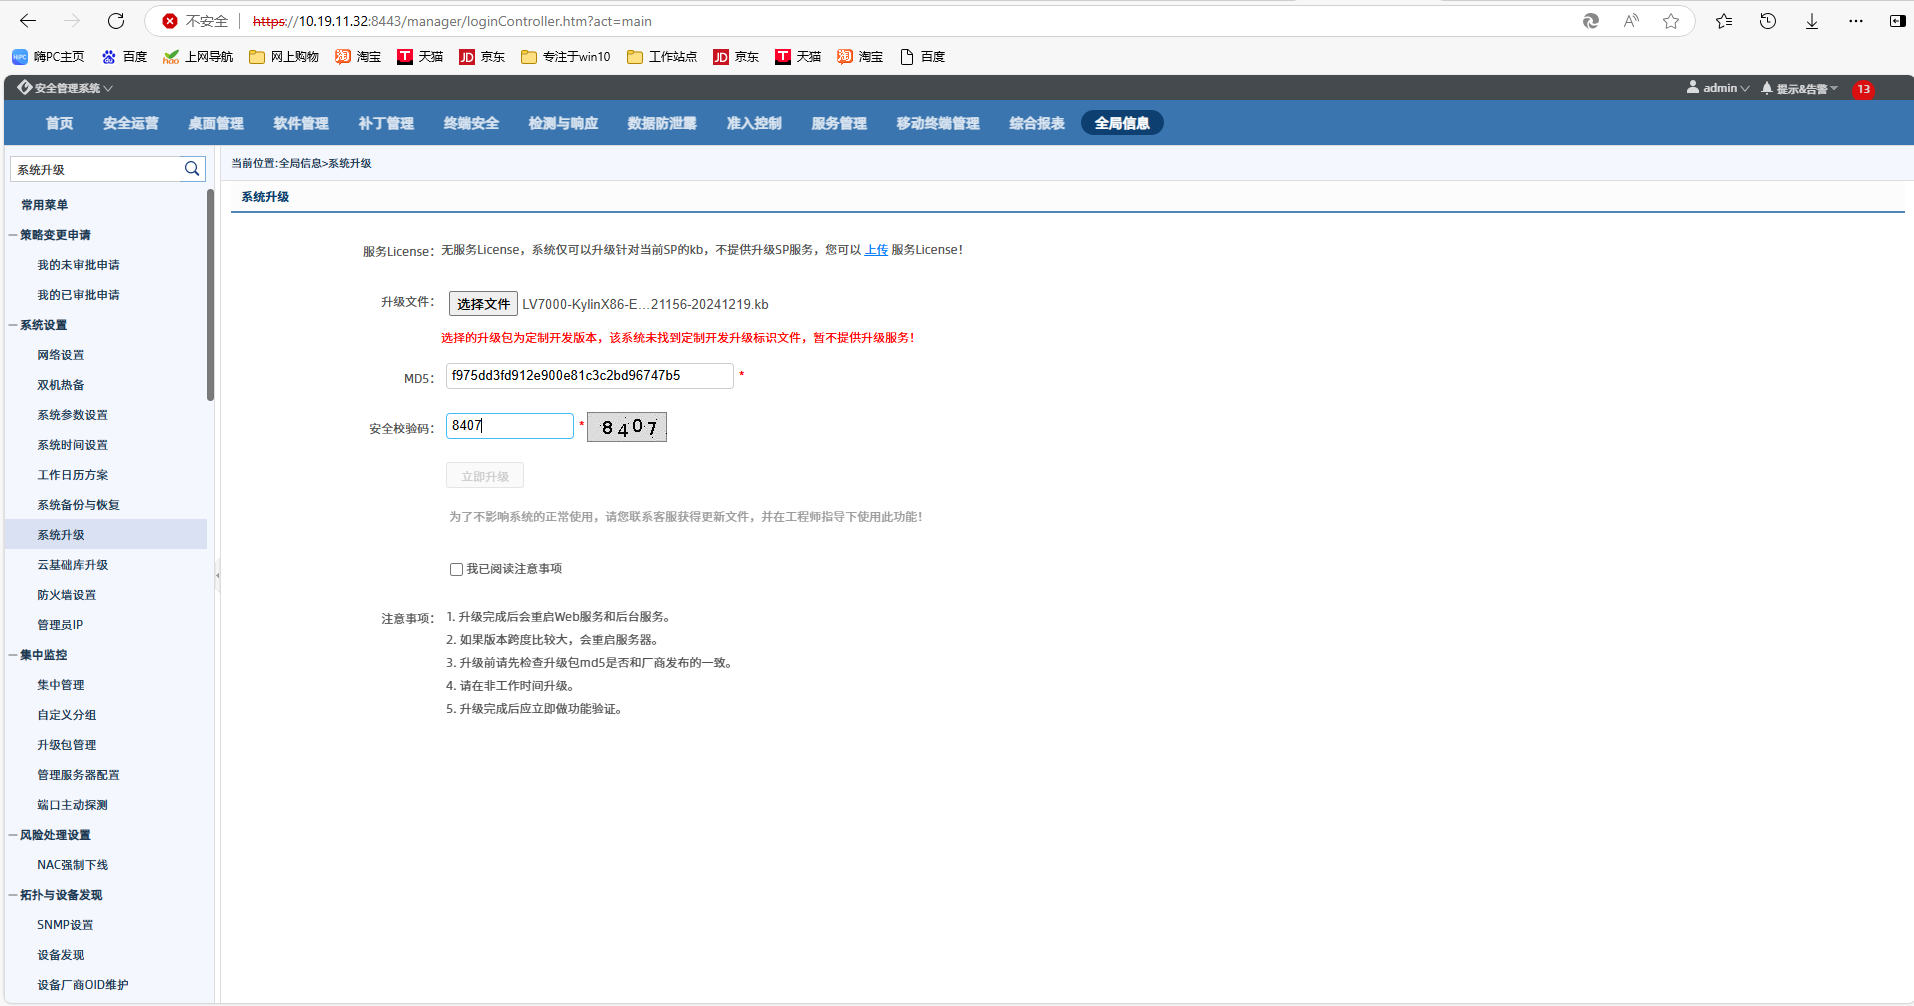 不安全 https://10.19.11.32:8443/manager/loginController.htm?act=main
嗨PC主页 百度 上网导航 网上购物 淘宝 天猫 京东 专注于win10 工作站点 京东 天猫 淘宝 百度
安全管理系统 admin 提示&告警 13
首页 安全运营 桌面管理 软件管理 补丁管理 终端安全 检测与响应 数据防泄露 准入控制 服务管理 移动终端管理 综合报表 全局信息
系统升级
常用菜单
策略变更申请
我的未审批申请
我的已审批申请
系统设置
网络设置
双机热备
系统参数设置
系统时间设置
工作日历方案
系统备份与恢复
系统升级
云基础库升级
防火墙设置
管理员IP
集中监控
集中管理
自定义分组
升级包管理
管理服务器配置
端口主动探测
风险处理设置
NAC强制下线
拓扑与设备发现
SNMP设置
设备发现
设备厂商OID维护
当前位置:全局信息>系统升级
系统升级
服务License： 无服务License，系统仅可以升级针对当前SP的kb，不提供升级SP服务，您可以 上传 服务License！
升级文件： 选择文件 LV7000-KylinX86-E...21156-20241219.kb
选择的升级包为定制开发版本，该系统未找到定制开发升级标识文件，暂不提供升级服务！
MD5： f975dd3fd912e900e81c3c2bd96747b5 *
安全校验码： 8407 * 8407
立即升级
为了不影响系统的正常使用，请您联系客服获得更新文件，并在工程师指导下使用此功能！
我已阅读注意事项
注意事项： 1. 升级完成后会重启Web服务和后台服务。
2. 如果版本跨度比较大，会重启服务器。
3. 升级前请先检查升级包md5是否和厂商发布的一致。
4. 请在非工作时间升级。
5. 升级完成后应立即做功能验证。